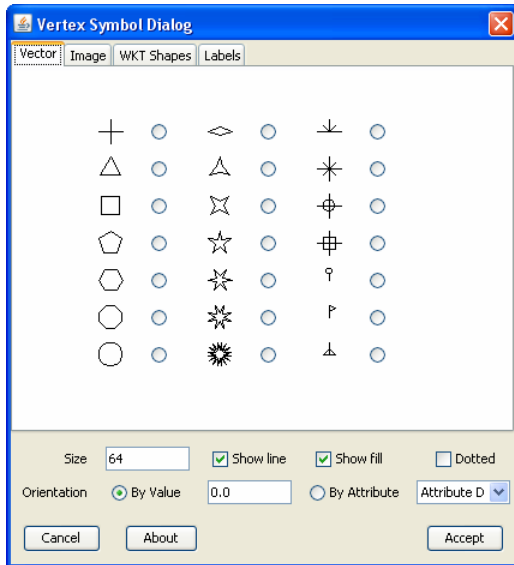 Vertex Symbol Dialog
Vector Image WKT Shapes Labels
Size 64 Show line Show fill Dotted
Orientation By Value 0.0 By Attribute Attribute D
Cancel About Accept